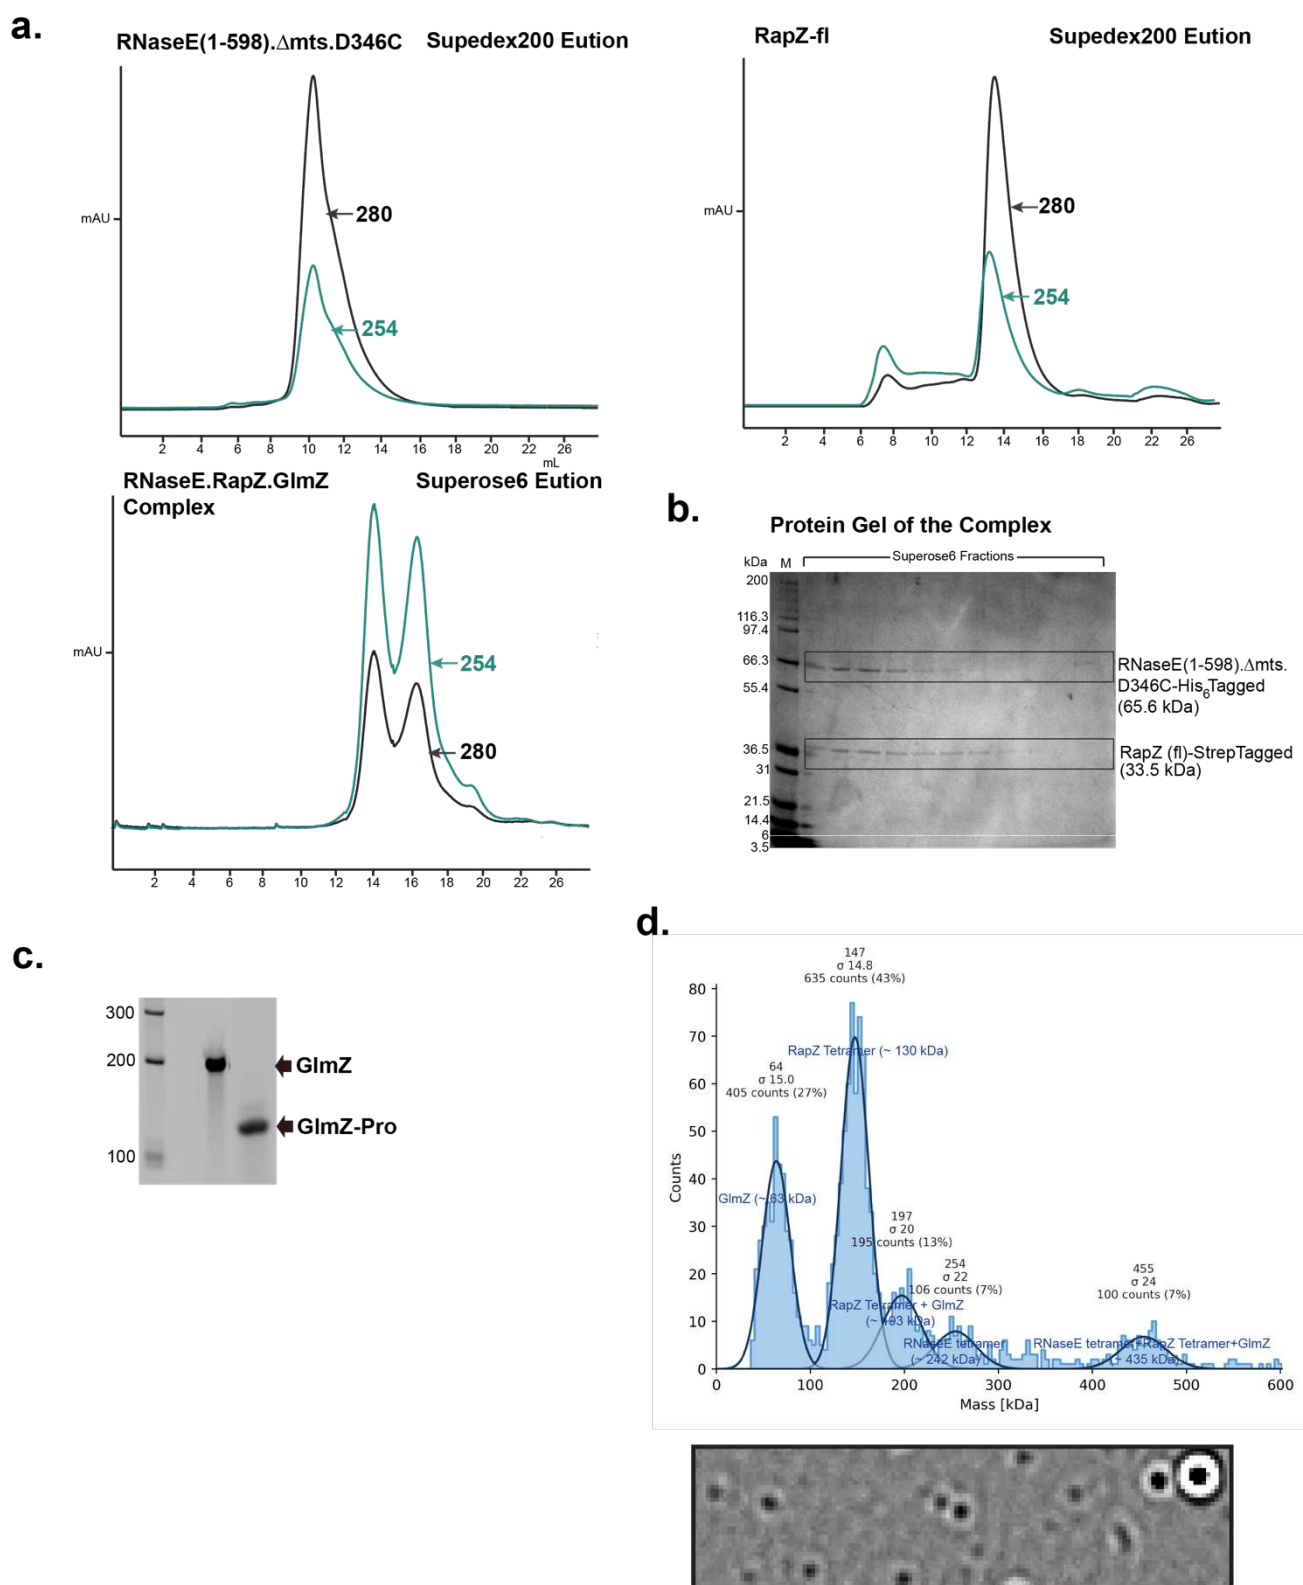 a.
RNaseE(1-598).Δmts.D346C Supedex200 Eution
mAU
280
254
2 4 6 8 10 12 14 16 18 20 22 26
mL
RapZ-fl Supedex200 Eution
mAU
280
254
2 4 6 8 10 12 14 16 18 20 22 26
RNaseE.RapZ.GlmZ Superose6 Eution
Complex
mAU
254
280
2 4 6 8 10 12 14 16 18 20 22 26
b.
Protein Gel of the Complex
kDa M Superose6 Fractions
200
116.3
97.4
66.3
55.4
36.5
31
21.5
14.4
6
3.5
RNaseE(1-598).Δmts.
D346C-His6Tagged
(65.6 kDa)
RapZ (fl)-StrepTagged
(33.5 kDa)
c.
300
200
100
GlmZ
GlmZ-Pro
d.
147
σ 14.8
635 counts (43%)
RapZ Tetramer (~ 130 kDa)
64
σ 15.0
405 counts (27%)
GlmZ (~ 63 kDa)
197
σ 20
195 counts (13%)
RapZ Tetramer + GlmZ
(~ 193 kDa)
254
σ 22
106 counts (7%)
RNaseE tetramer
(~ 242 kDa)
455
σ 24
100 counts (7%)
RNaseE tetramer+RapZ Tetramer+GlmZ
(~ 435 kDa)
Counts
80
70
60
50
40
30
20
10
0
0 100 200 300 400 500 600
Mass [kDa]